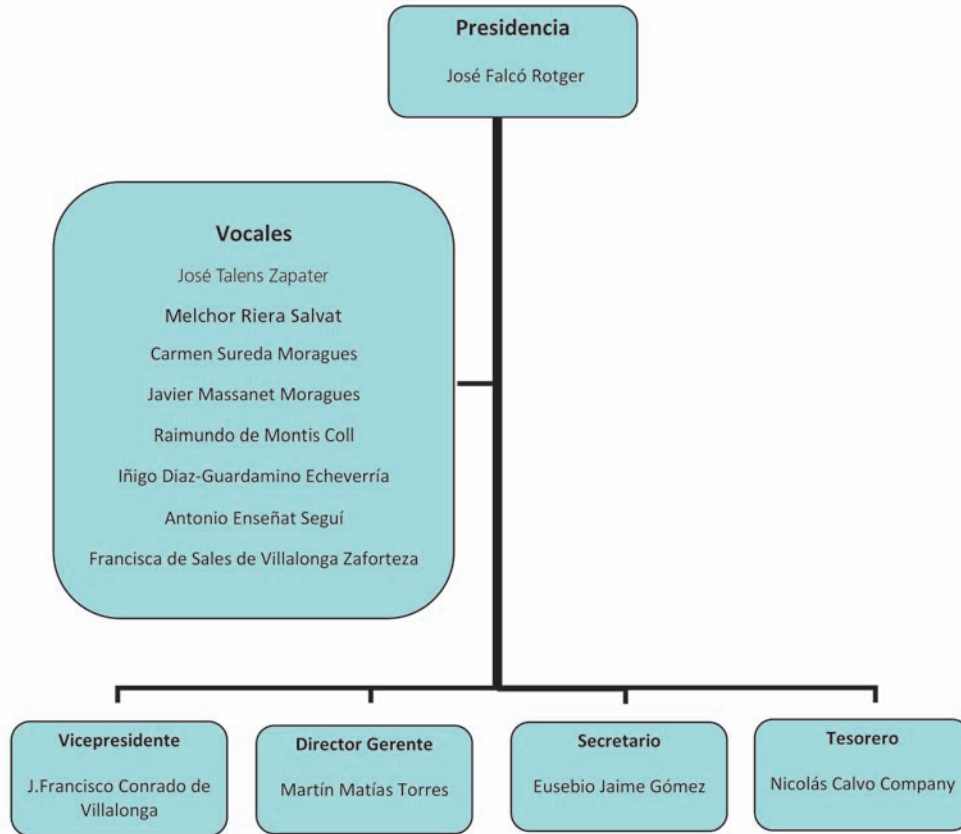 Presidencia
José Falcó Rotger
Vocales
José Talens Zapater
Melchor Riera Salvat
Carmen Sureda Moragues
Javier Massanet Moragues
Raimundo de Montis Coll
Iñigo Diaz-Guardamino Echeverría
Antonio Enseñat Seguí
Francisca de Sales de Villalonga Zaforteza
Vicepresidente
J.Francisco Conrado de
Villalonga
Director Gerente
Martín Matías Torres
Secretario
Eusebio Jaime Gómez
Tesorero
Nicolás Calvo Company